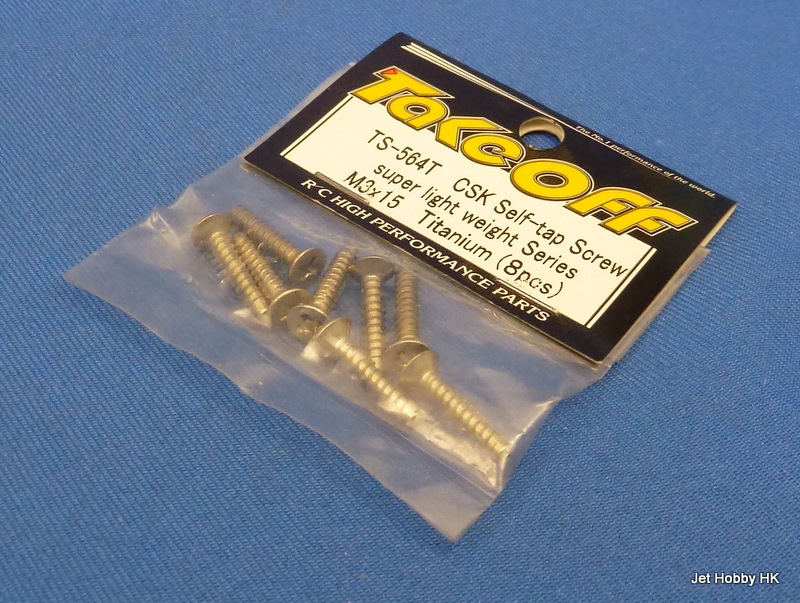 TakeOff
The No.1 performance of the world.
TS-564T CSK Self-tap Screw
super light weight Series
M3x15 Titanium (8pcs)
R/C HIGH PERFORMANCE PARTS
Jet Hobby HK